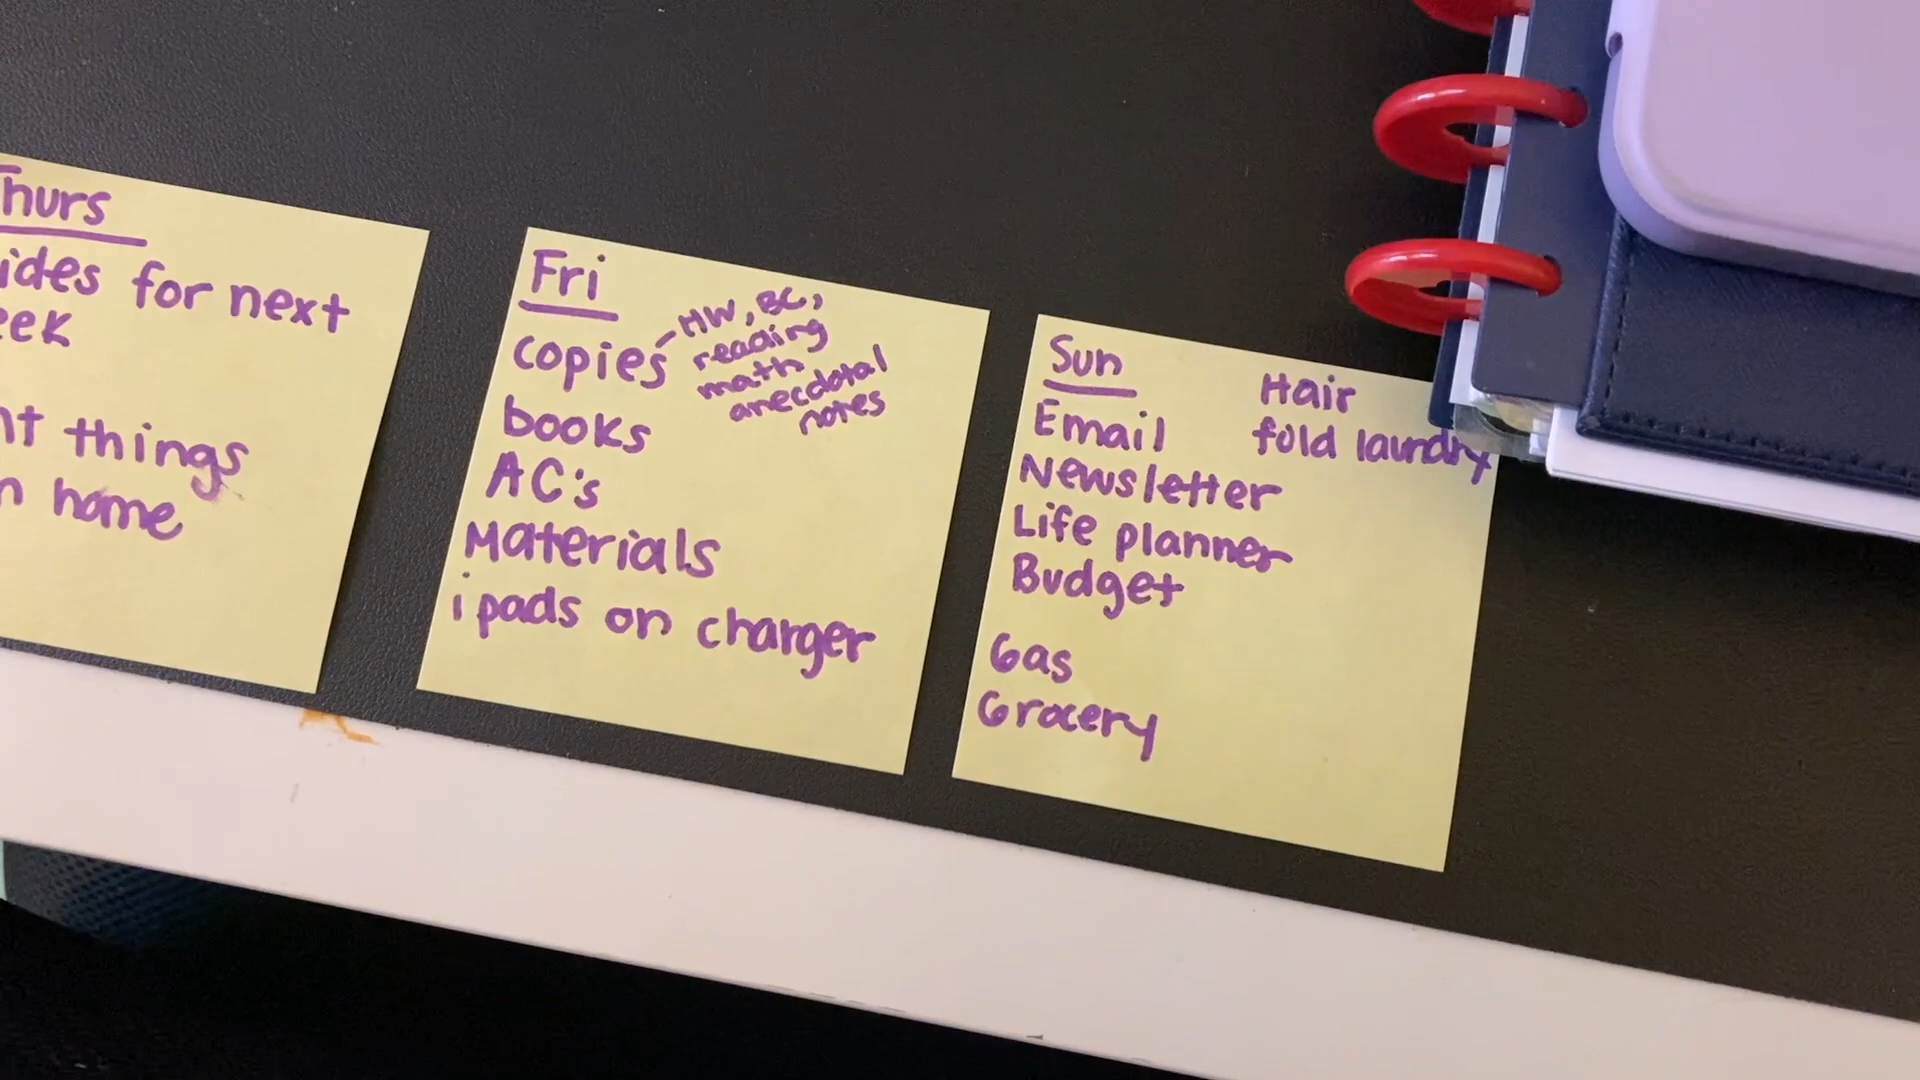 Thurs
ides for next
eek
nt things
n home
Fri
copies - HW, BC,
reading
math
anecdotal
notes
books
AC's
Materials
ipads on charger
Sun
Email
Newsletter
Life planner
Budget
Gas
Grocery
Hair
fold laundry